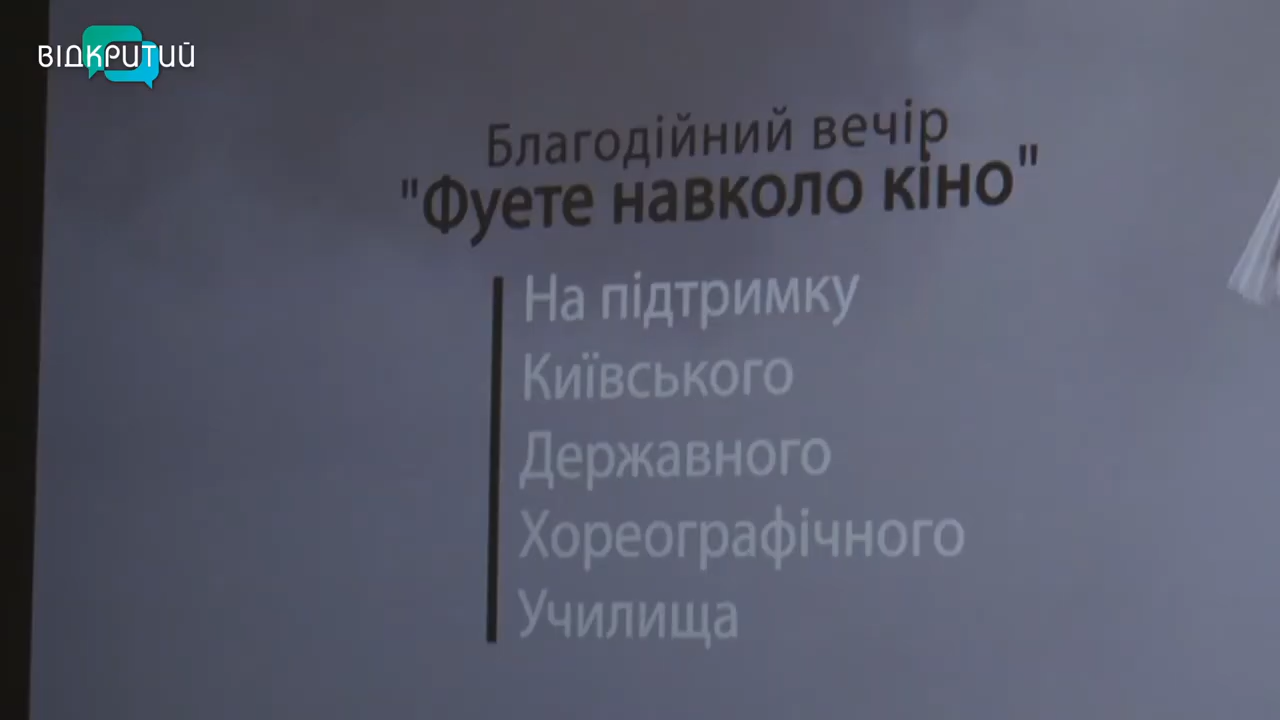 ВІДКРИТИЙ
Благодійний вечір
"Фуете навколо кіно"
На підтримку
Київського
Державного
Хореографічного
Училища